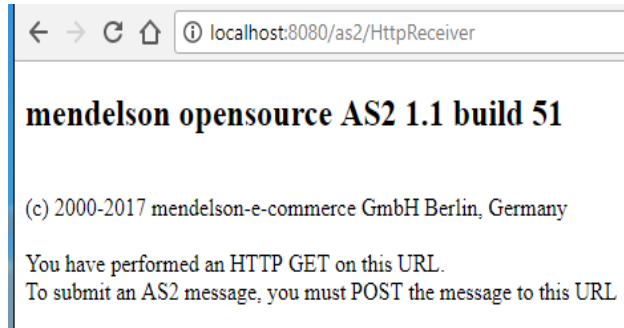 localhost:8080/as2/HttpReceiver
mendelson opensource AS2 1.1 build 51
(c) 2000-2017 mendelson-e-commerce GmbH Berlin, Germany
You have performed an HTTP GET on this URL.
To submit an AS2 message, you must POST the message to this URL